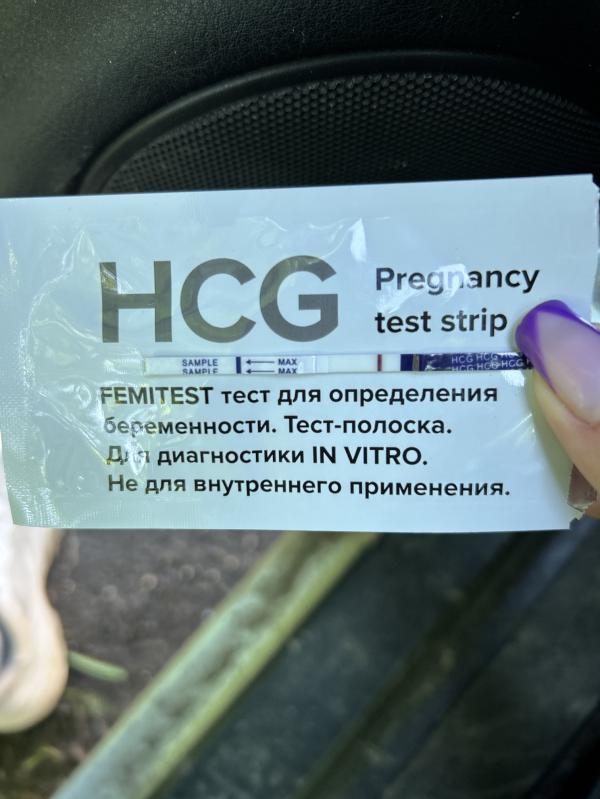 HCG
Pregnancy
test strip
SAMPLE MAX HCG HCG
SAMPLE MAX HCG HCG HCG
FEMITEST тест для определения
беременности. Тест-полоска.
Для диагностики IN VITRO.
Не для внутреннего применения.